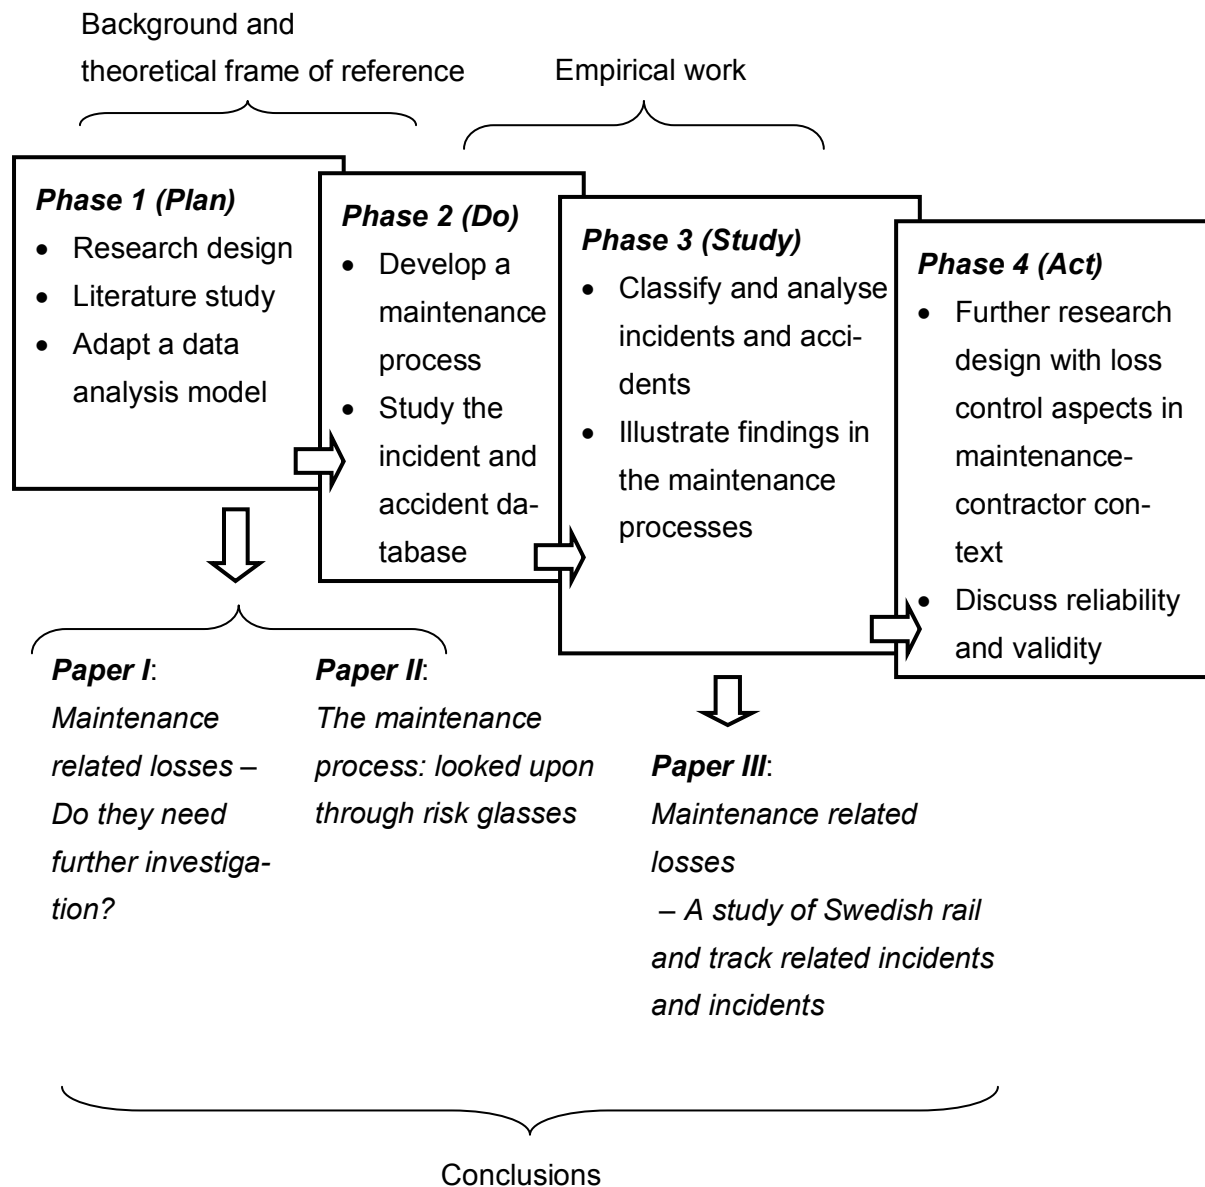 Background and
theoretical frame of reference
Empirical work
Phase 1 (Plan)
• Research design
• Literature study
• Adapt a data
analysis model
Phase 2 (Do)
• Develop a
maintenance
process
• Study the
incident and
accident da-
tabase
Phase 3 (Study)
• Classify and analyse
incidents and acci-
dents
• Illustrate findings in
the maintenance
processes
Phase 4 (Act)
• Further research
design with loss
control aspects in
maintenance-
contractor con-
text
• Discuss reliability
and validity
Paper I:
Maintenance
related losses –
Do they need
further investiga-
tion?
Paper II:
The maintenance
process: looked upon
through risk glasses
Paper III:
Maintenance related
losses
– A study of Swedish rail
and track related incidents
and incidents
Conclusions